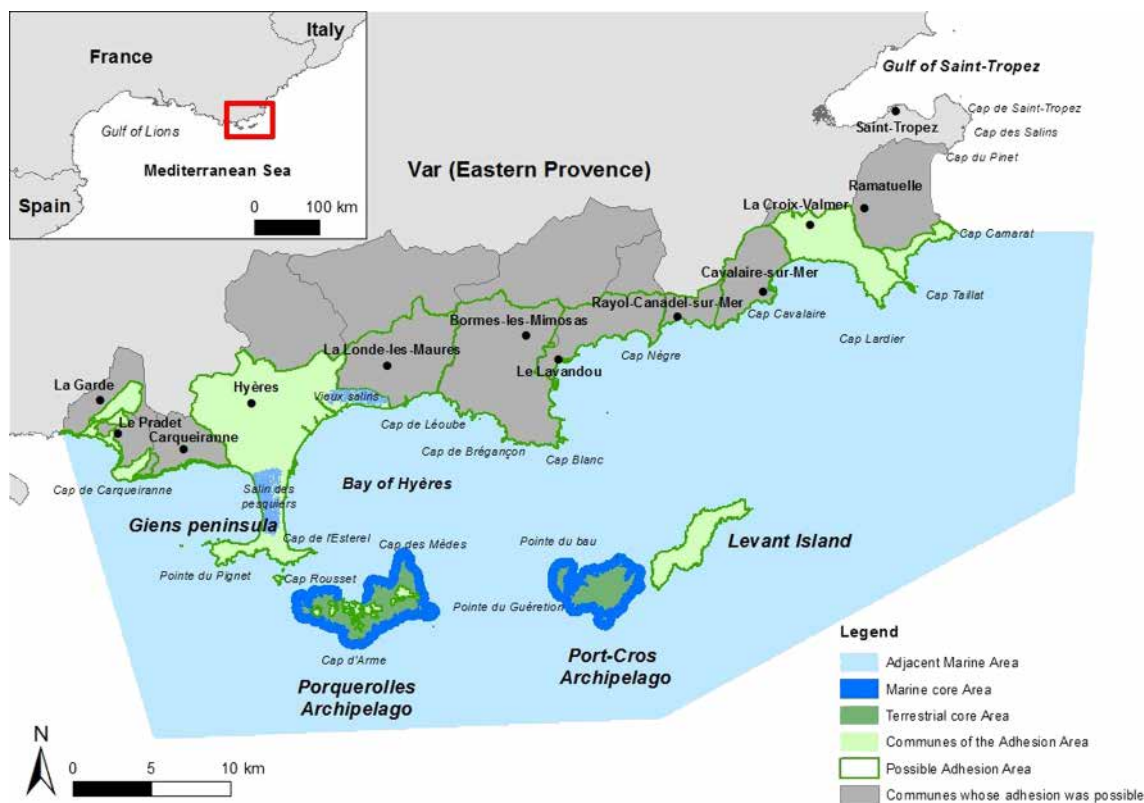 Italy
France
Gulf of Lions
Mediterranean Sea
Spain
0 100 km
Gulf of Saint-Tropez
Cap de Saint-Tropez
Saint-Tropez
Cap des Salins
Cap du Pinet
Var (Eastern Provence)
Ramatuelle
La Croix-Valmer
Cap Camarat
Cavalaire-sur-Mer
Cap Taillat
Rayol-Canadel-sur-Mer
Cap Cavalaire
Bormes-les-Mimosas
Cap Lardier
La Londe-les-Maures
Cap Nègre
Le Lavandou
La Garde
Hyères
Vieux salins
Le Pradet
Cap de Léoube
Carqueiranne
Cap de Brégançon
Cap Blanc
Bay of Hyères
Salin des
pesquiers
Cap de Carqueiranne
Giens peninsula
Cap de l'Esterel
Cap des Mèdes
Pointe du bau
Levant Island
Pointe du Pignet
Cap Rousset
Pointe du Guéretion
Cap d'Arme
Port-Cros
Archipelago
Porquerolles
Archipelago
N
0 5 10 km
Legend
Adjacent Marine Area
Marine core Area
Terrestrial core Area
Communes of the Adhesion Area
Possible Adhesion Area
Communes whose adhesion was possible